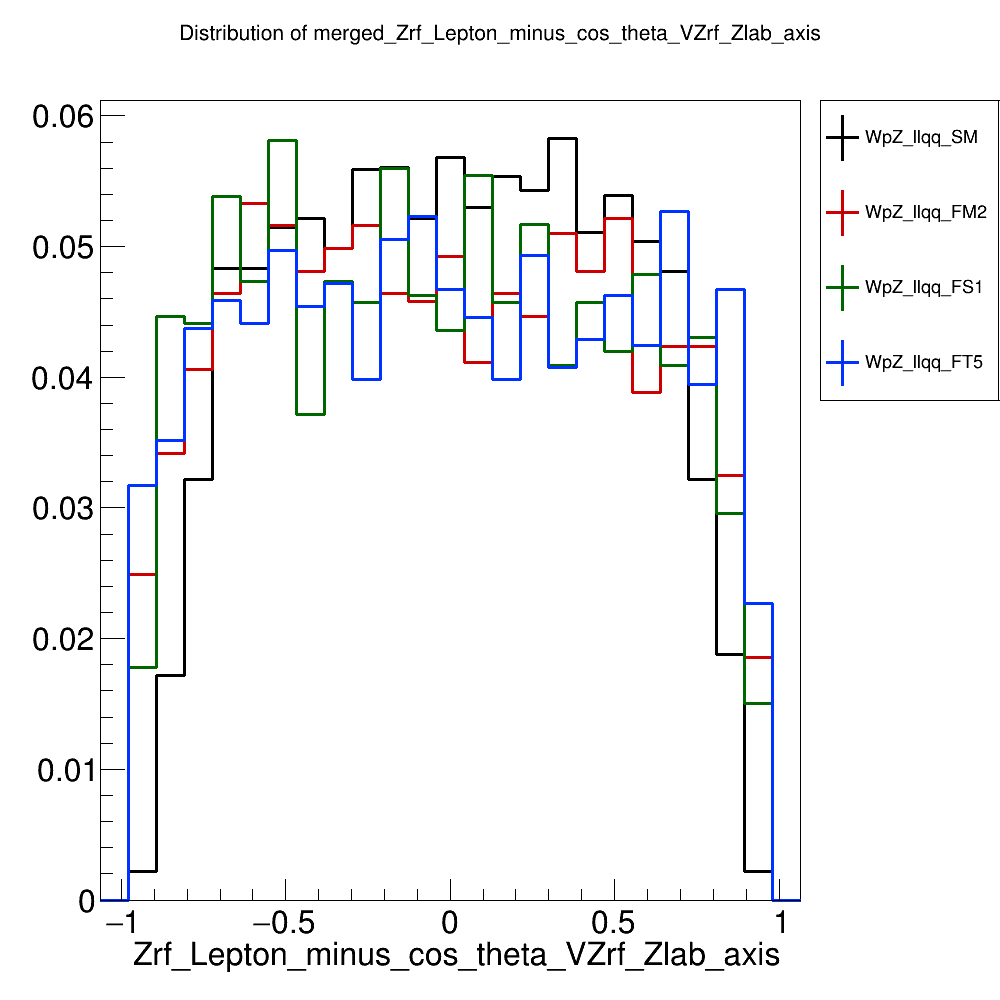 Distribution of merged_Zrf_Lepton_minus_cos_theta_VZrf_Zlab_axis
0.06
0.05
0.04
0.03
0.02
0.01
0
−1
−0.5
0
0.5
1
Zrf_Lepton_minus_cos_theta_VZrf_Zlab_axis
WpZ_llqq_SM
WpZ_llqq_FM2
WpZ_llqq_FS1
WpZ_llqq_FT5